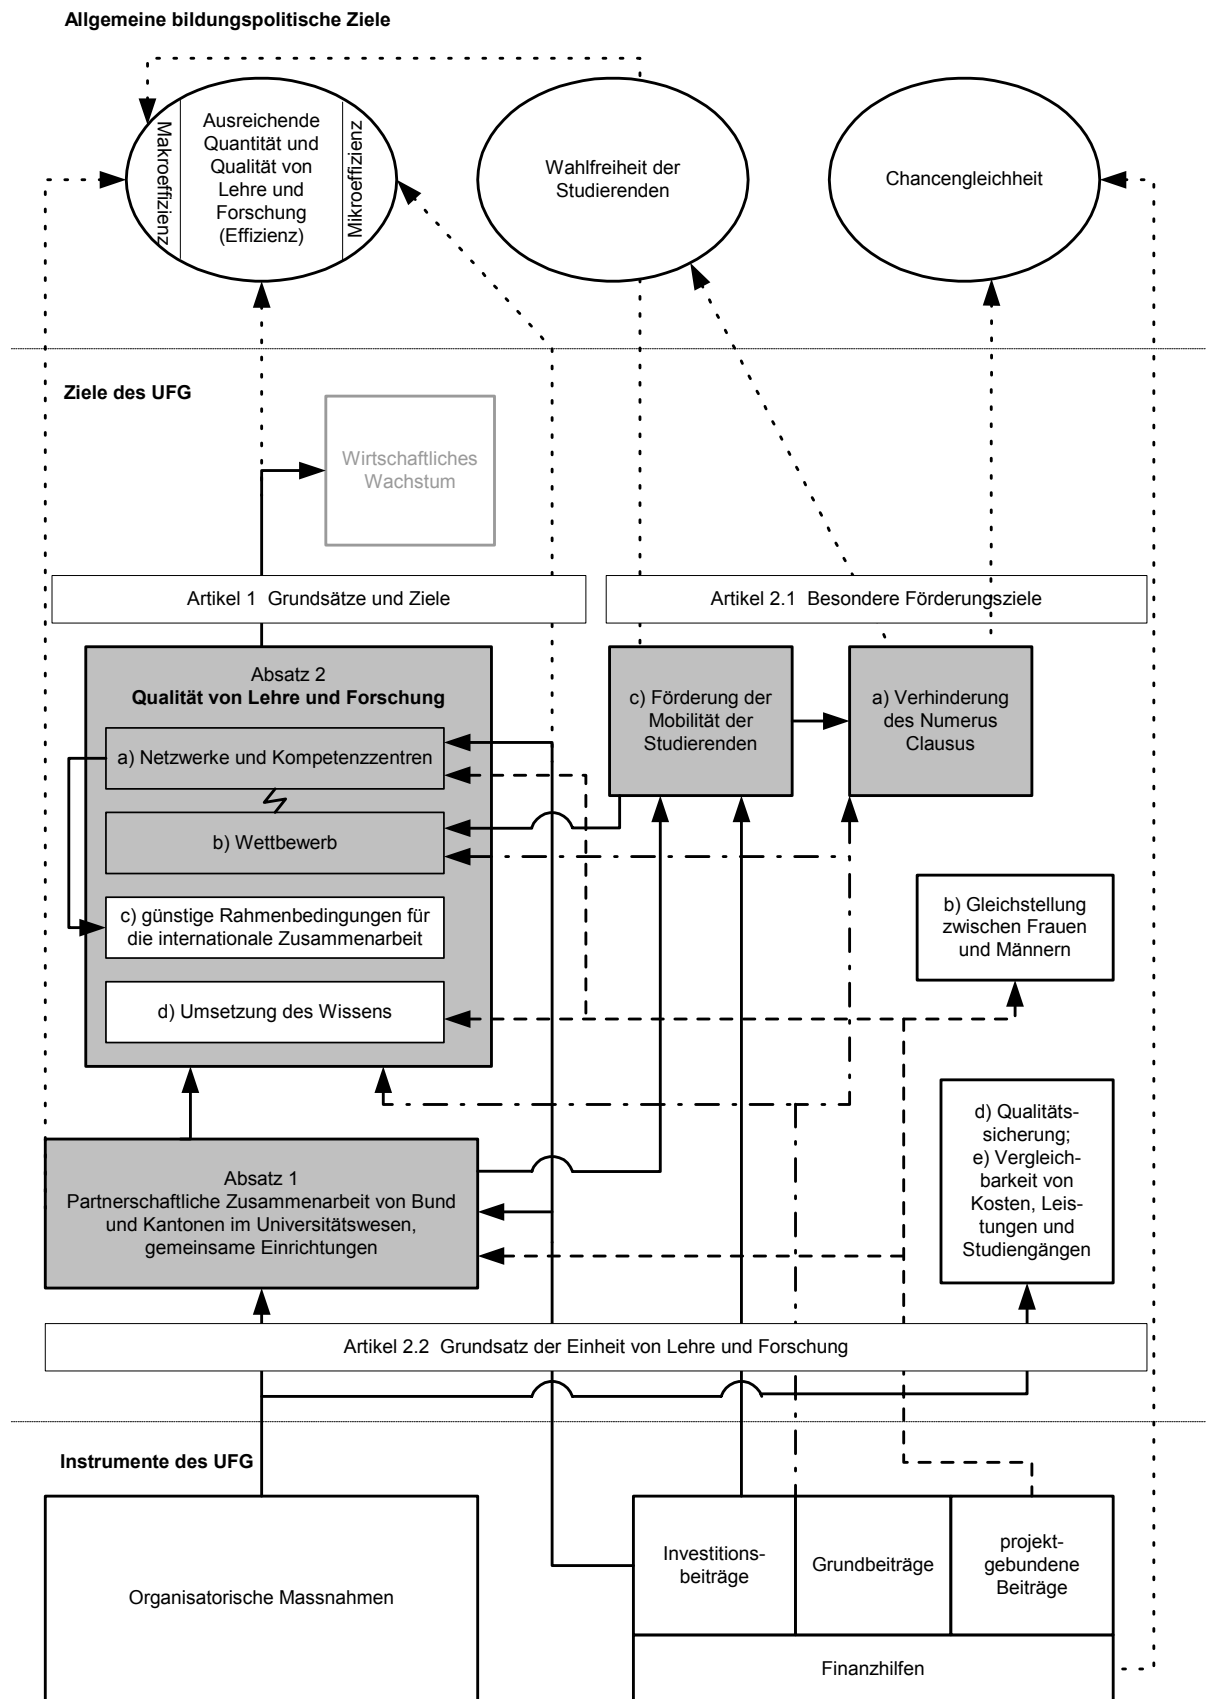 Allgemeine bildungspolitische Ziele
Makroeffizienz
Ausreichende
Quantität und
Qualität von
Lehre und
Forschung
(Effizienz)
Mikroeffizienz
Wahlfreiheit der
Studierenden
Chancengleichheit
Ziele des UFG
Wirtschaftliches
Wachstum
Artikel 1 Grundsätze und Ziele
Artikel 2.1 Besondere Förderungsziele
Absatz 2
Qualität von Lehre und Forschung
a) Netzwerke und Kompetenzzentren
b) Wettbewerb
c) günstige Rahmenbedingungen für
die internationale Zusammenarbeit
d) Umsetzung des Wissens
c) Förderung der
Mobilität der
Studierenden
a) Verhinderung
des Numerus
Clausus
b) Gleichstellung
zwischen Frauen
und Männern
d) Qualitäts-
sicherung;
e) Vergleich-
barkeit von
Kosten, Leis-
tungen und
Studiengängen
Absatz 1
Partnerschaftliche Zusammenarbeit von Bund
und Kantonen im Universitätswesen,
gemeinsame Einrichtungen
Artikel 2.2 Grundsatz der Einheit von Lehre und Forschung
Instrumente des UFG
Organisatorische Massnahmen
Investitions-
beiträge
Grundbeiträge
projekt-
gebundene
Beiträge
Finanzhilfen